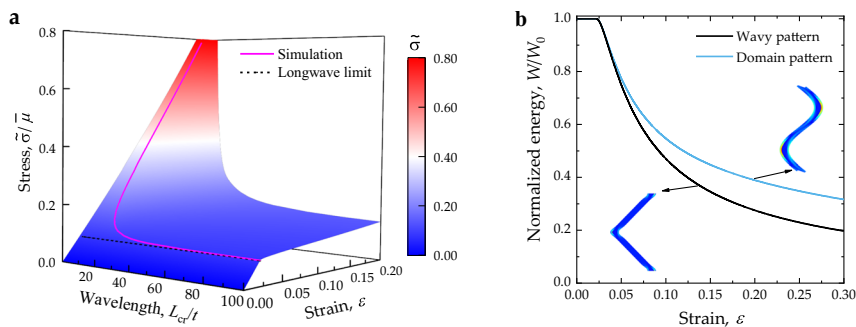 a
0.8
0.6
0.4
0.2
0.0
Stress, σ̃/μ̅
Simulation
Longwave limit
σ̃
0.80
0.60
0.40
0.20
0.00
20
40
60
80
100
Wavelength, Lcr/t
0.00
0.05
0.10
0.15
0.20
Strain, ε
b
1.0
0.8
0.6
0.4
0.2
0.0
Normalized energy, W/W0
Wavy pattern
Domain pattern
0.00 0.05 0.10 0.15 0.20 0.25 0.30
Strain, ε